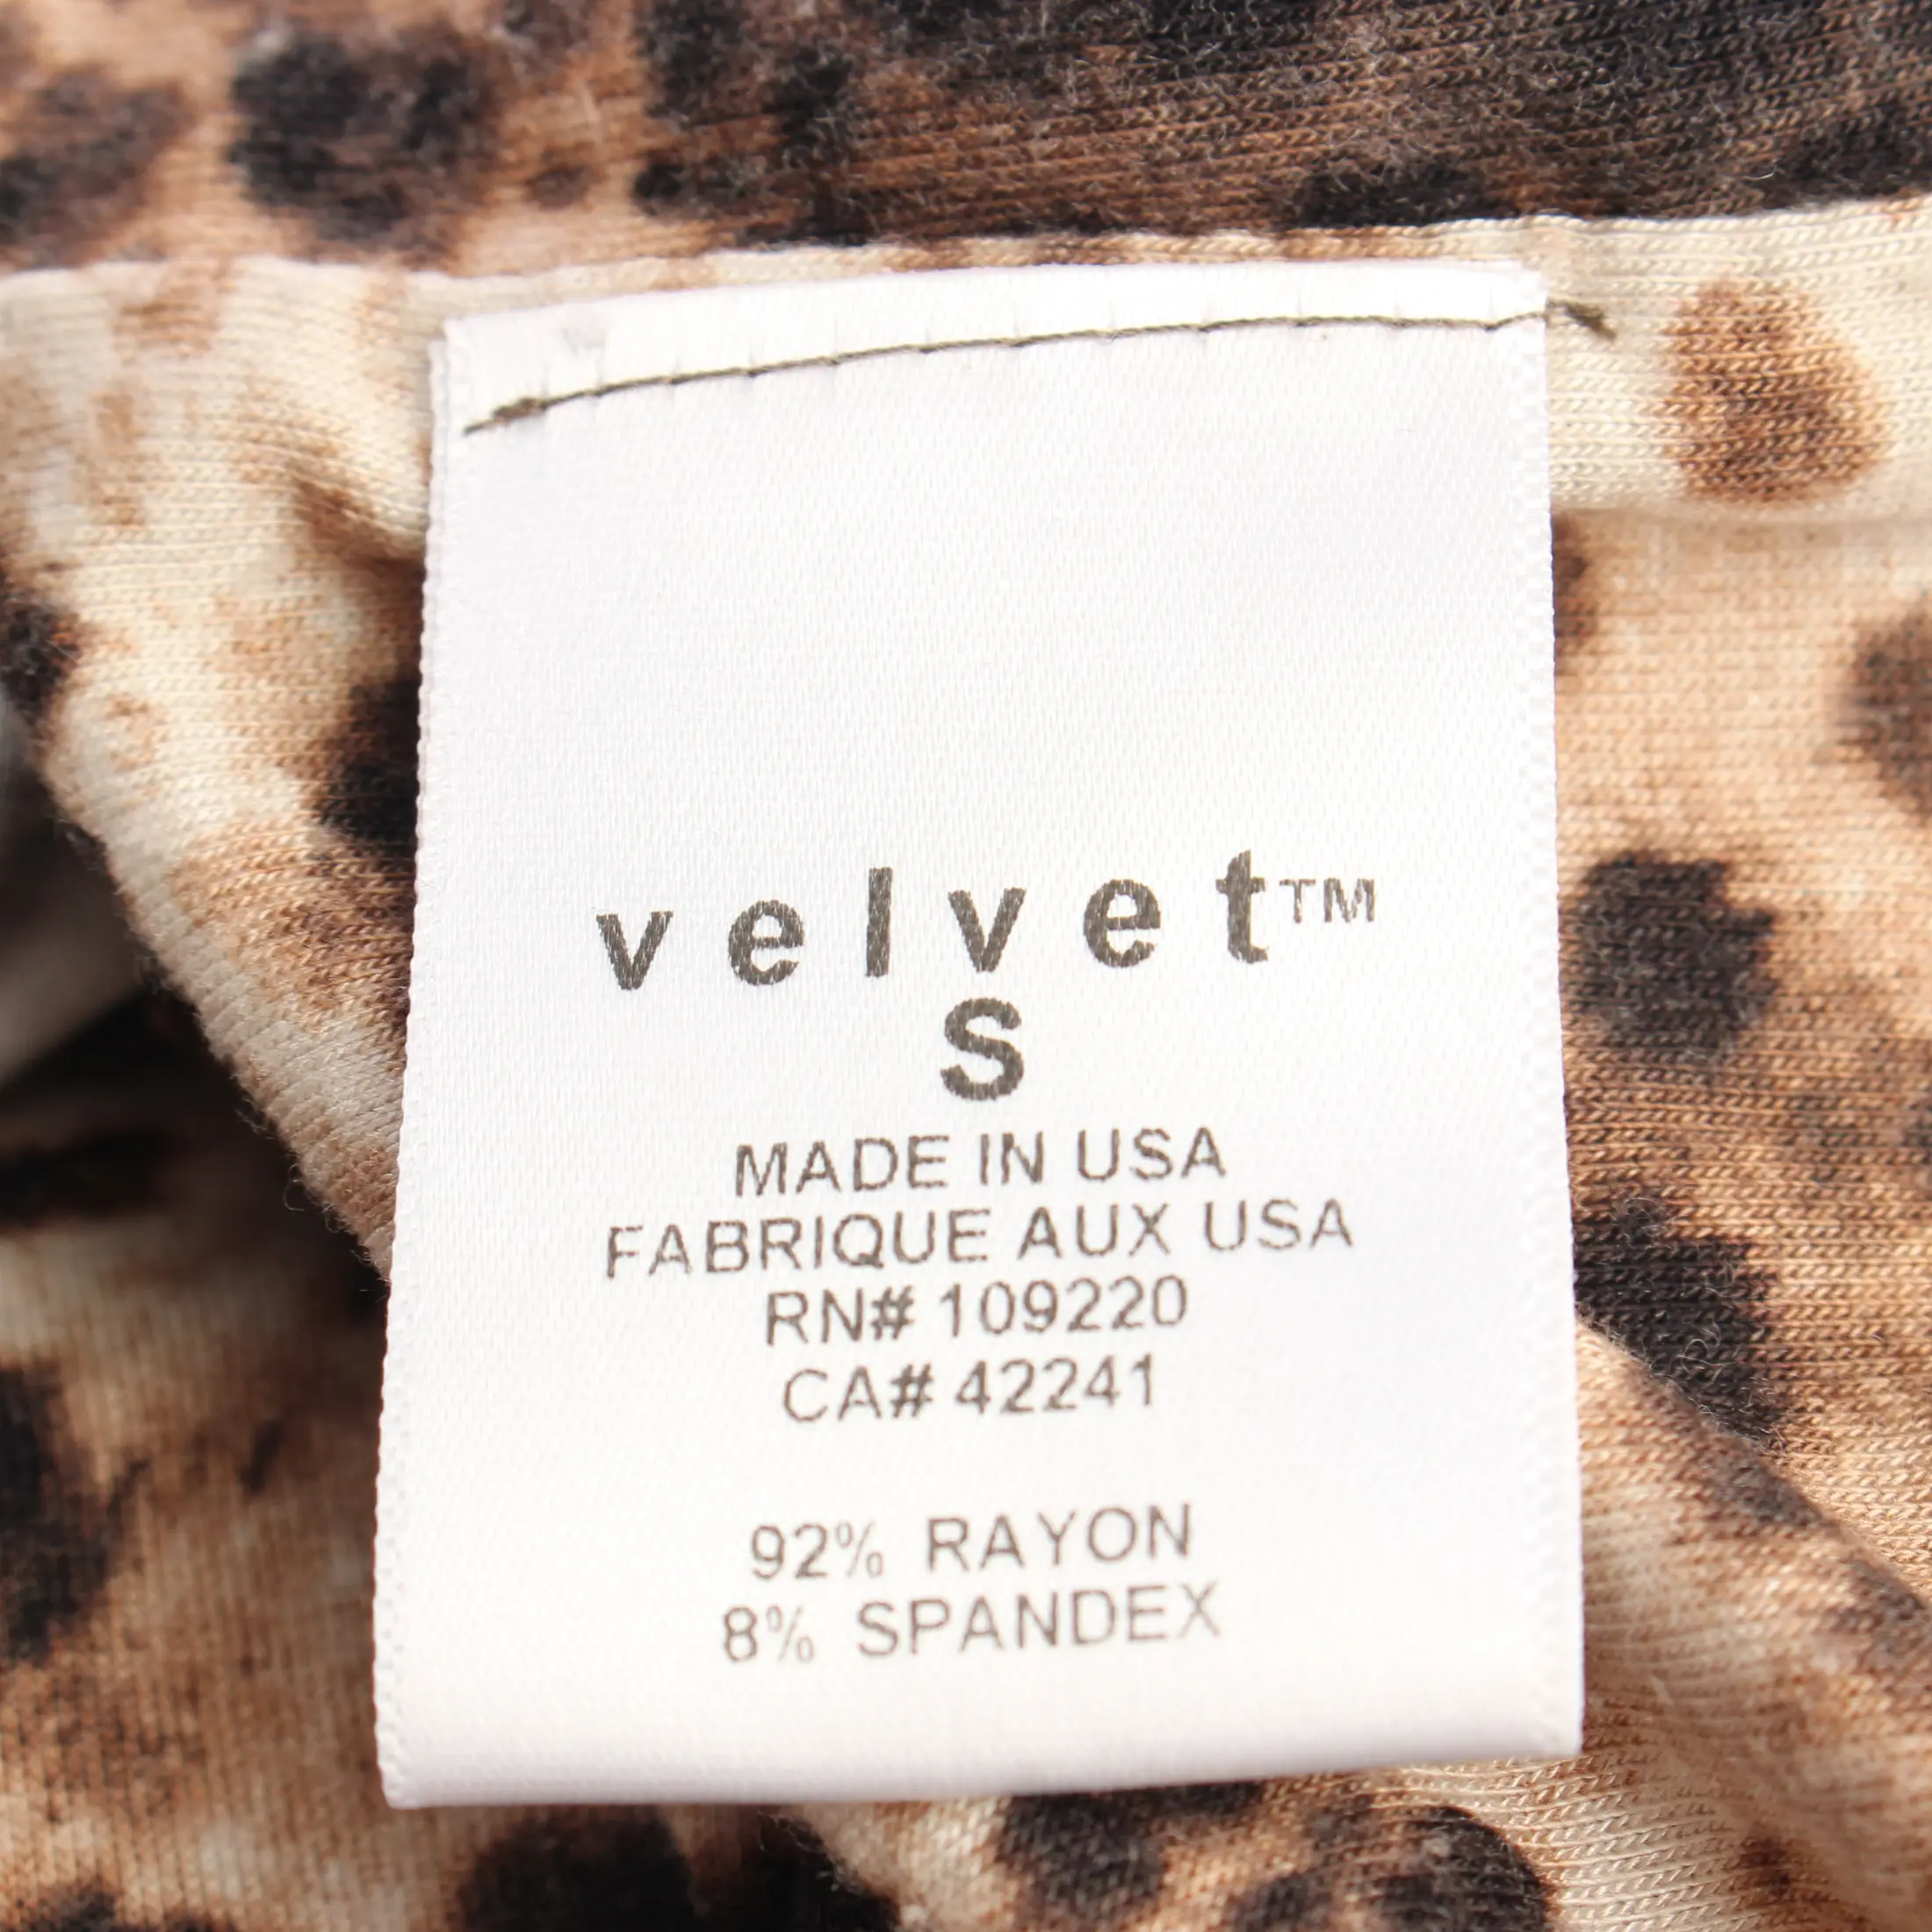 velvet™
S
MADE IN USA
FABRIQUE AUX USA
RN# 109220
CA# 42241
92% RAYON
8% SPANDEX